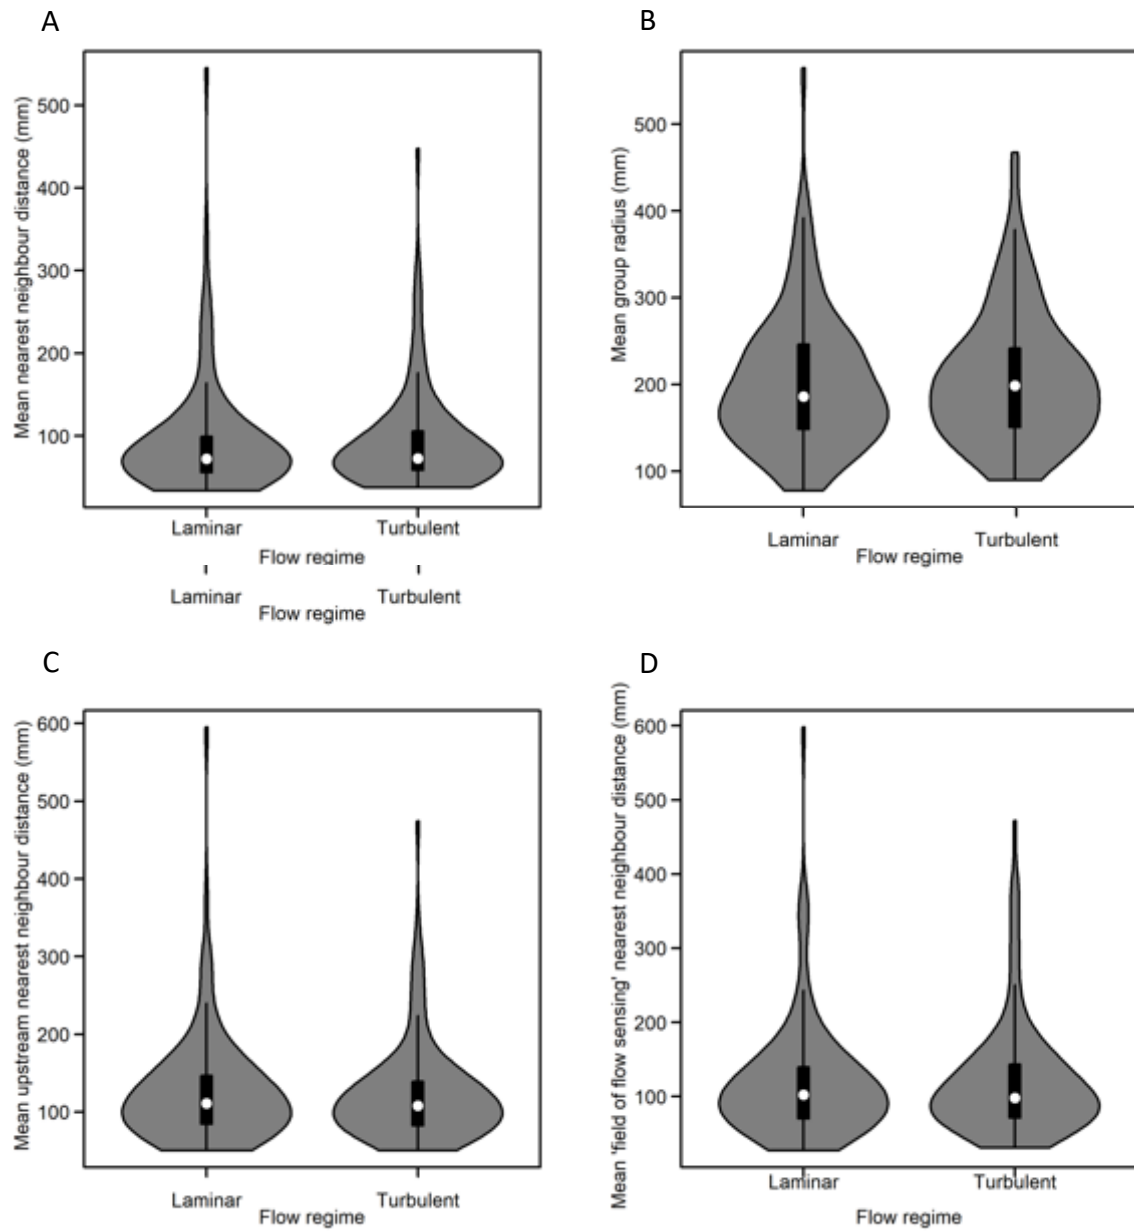 A
B
Mean nearest neighbour distance (mm)
500
400
300
200
100
Laminar Turbulent
Flow regime
Laminar Turbulent
Flow regime
Mean group radius (mm)
500
400
300
200
100
Laminar Turbulent
Flow regime
C
D
Mean upstream nearest neighbour distance (mm)
600
500
400
300
200
100
Laminar Turbulent
Flow regime
Mean 'field of flow sensing' nearest neighbour distance (mm)
600
500
400
300
200
100
Laminar Turbulent
Flow regime